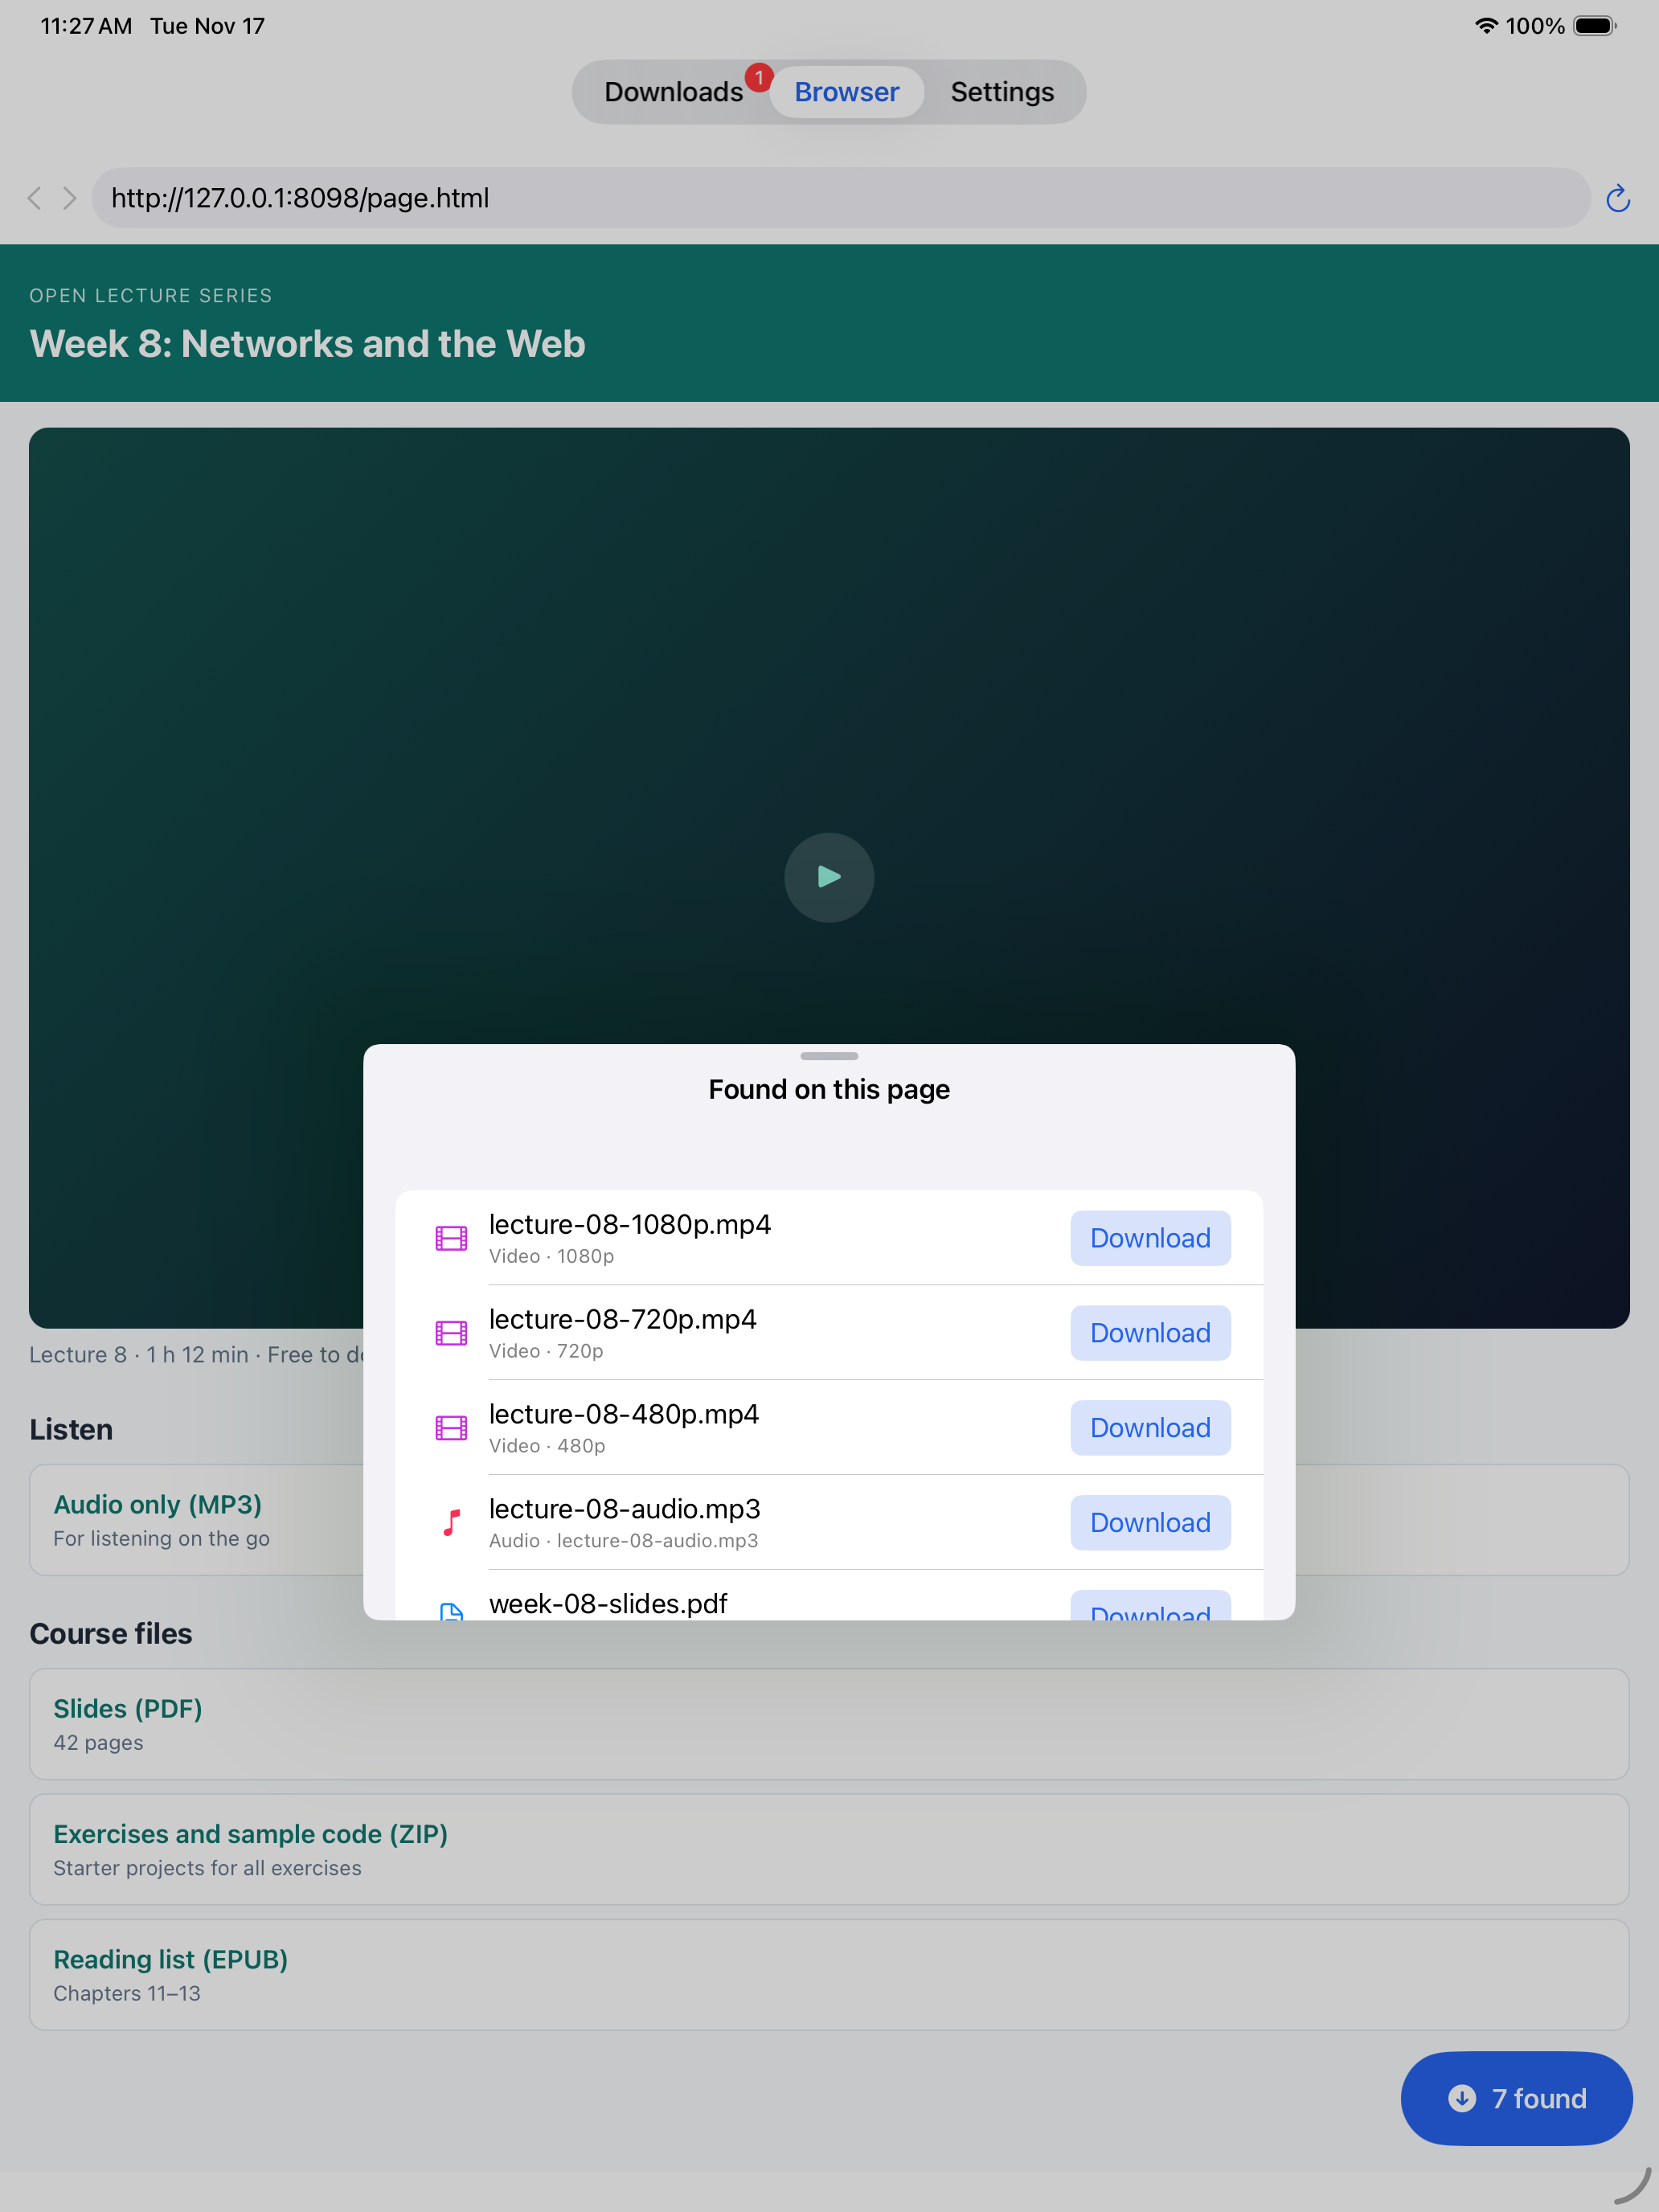 11:27 AM Tue Nov 17
100%
Downloads 1 Browser Settings
http://127.0.0.1:8098/page.html
OPEN LECTURE SERIES
Week 8: Networks and the Web
Found on this page
lecture-08-1080p.mp4
Video · 1080p
Download
lecture-08-720p.mp4
Video · 720p
Download
lecture-08-480p.mp4
Video · 480p
Download
lecture-08-audio.mp3
Audio · lecture-08-audio.mp3
Download
week-08-slides.pdf
Download
Lecture 8 · 1 h 12 min · Free to
Listen
Audio only (MP3)
For listening on the go
Course files
Slides (PDF)
42 pages
Exercises and sample code (ZIP)
Starter projects for all exercises
Reading list (EPUB)
Chapters 11–13
7 found